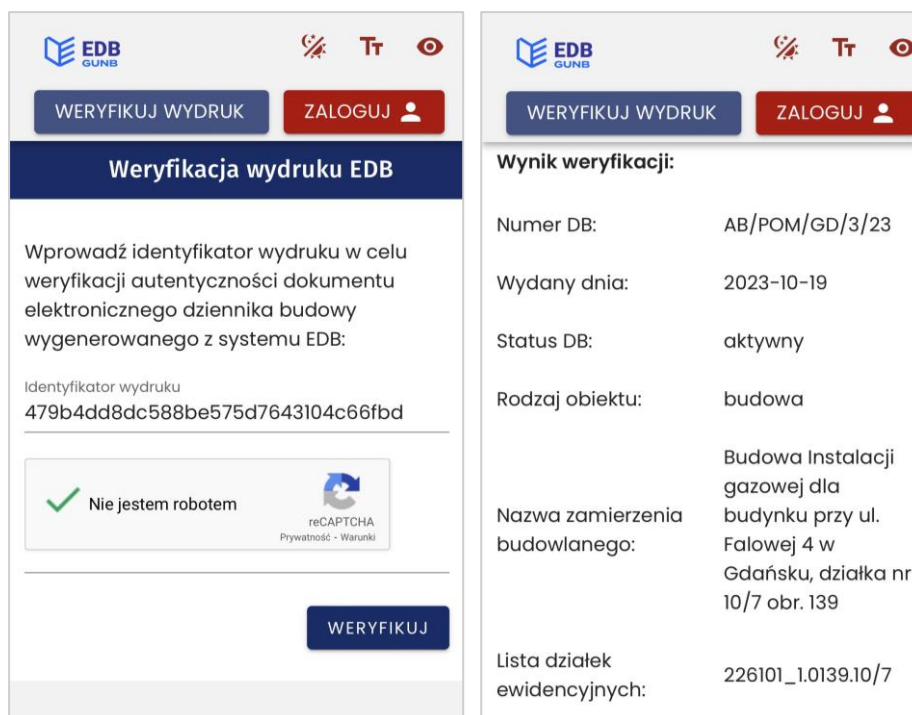 EDB
GUNB
TT
WERYFIKUJ WYDRUK
ZALOGUJ
Weryfikacja wydruku EDB
Wprowadź identyfikator wydruku w celu
weryfikacji autentyczności dokumentu
elektronicznego dziennika budowy
wygenerowanego z systemu EDB:
Identyfikator wydruku
479b4dd8dc588be575d7643104c66fbd
Nie jestem robotem
reCAPTCHA
Prywatność - Warunki
WERYFIKUJ
EDB
GUNB
TT
WERYFIKUJ WYDRUK
ZALOGUJ
Wynik weryfikacji:
Numer DB: AB/POM/GD/3/23
Wydany dnia: 2023-10-19
Status DB: aktywny
Rodzaj obiektu: budowa
Nazwa zamierzenia
budowlanego:
Budowa Instalacji
gazowej dla
budynku przy ul.
Falowej 4 w
Gdańsku, działka nr
10/7 obr. 139
Lista działek
ewidencyjnych:
226101_1.0139.10/7